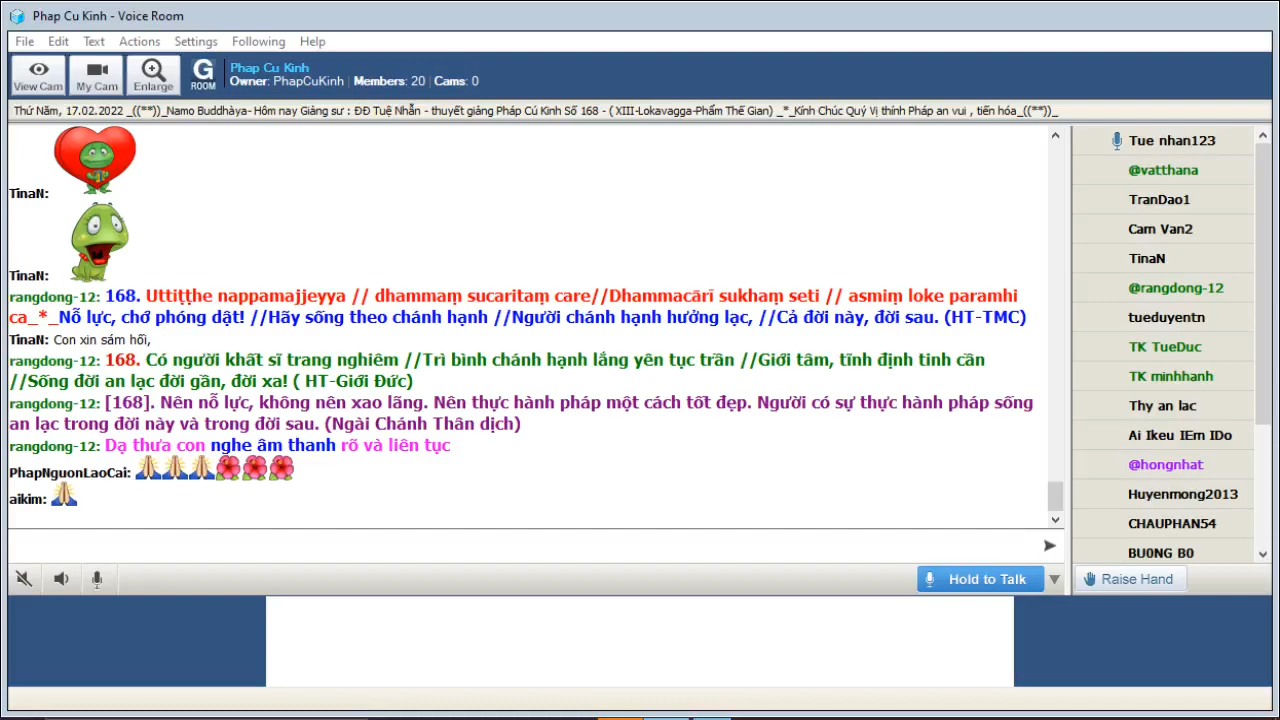 Phap Cu Kinh - Voice Room
File Edit Text Actions Settings Following Help
View Cam My Cam Enlarge G ROOM
Phap Cu Kinh
Owner: PhapCuKinh | Members: 20 | Cams: 0
Thứ Năm, 17.02.2022 _((**))_Namo Buddhàya- Hôm nay Giảng sư : ĐĐ Tuệ Nhẫn - thuyết giảng Pháp Cú Kinh Số 168 - ( XIII-Lokavagga-Phẩm Thế Gian) _*_Kính Chúc Quý Vị thính Pháp an vui , tiến hóa_((**))_
TinaN:
TinaN:
rangdong-12: 168. Uttiṭṭhe nappamajjeyya // dhammaṃ sucaritaṃ care//Dhammacārī sukhaṃ seti // asmiṃ loke paramhi
ca_*_Nỗ lực, chớ phóng dật! //Hãy sống theo chánh hạnh //Người chánh hạnh hưởng lạc, //Cả đời này, đời sau. (HT-TMC)
TinaN: Con xin sám hối,
rangdong-12: 168. Có người khất sĩ trang nghiêm //Trì bình chánh hạnh lắng yên tục trần //Giới tâm, tĩnh định tinh cần
//Sống đời an lạc đời gần, đời xa! ( HT-Giới Đức)
rangdong-12: [168]. Nên nỗ lực, không nên xao lãng. Nên thực hành pháp một cách tốt đẹp. Người có sự thực hành pháp sống
an lạc trong đời này và trong đời sau. (Ngài Chánh Thân dịch)
rangdong-12: Dạ thưa con nghe âm thanh rõ và liên tục
PhapNguonLaoCai:
aikim:
Hold to Talk
Tue nhan123
@vatthana
TranDao1
Cam Van2
TinaN
@rangdong-12
tueduyentn
TK TueDuc
TK minhhanh
Thy an lac
Ai Ikeu IEm IDo
@hongnhat
Huyenmong2013
CHAUPHAN54
BU0NG B0
Raise Hand